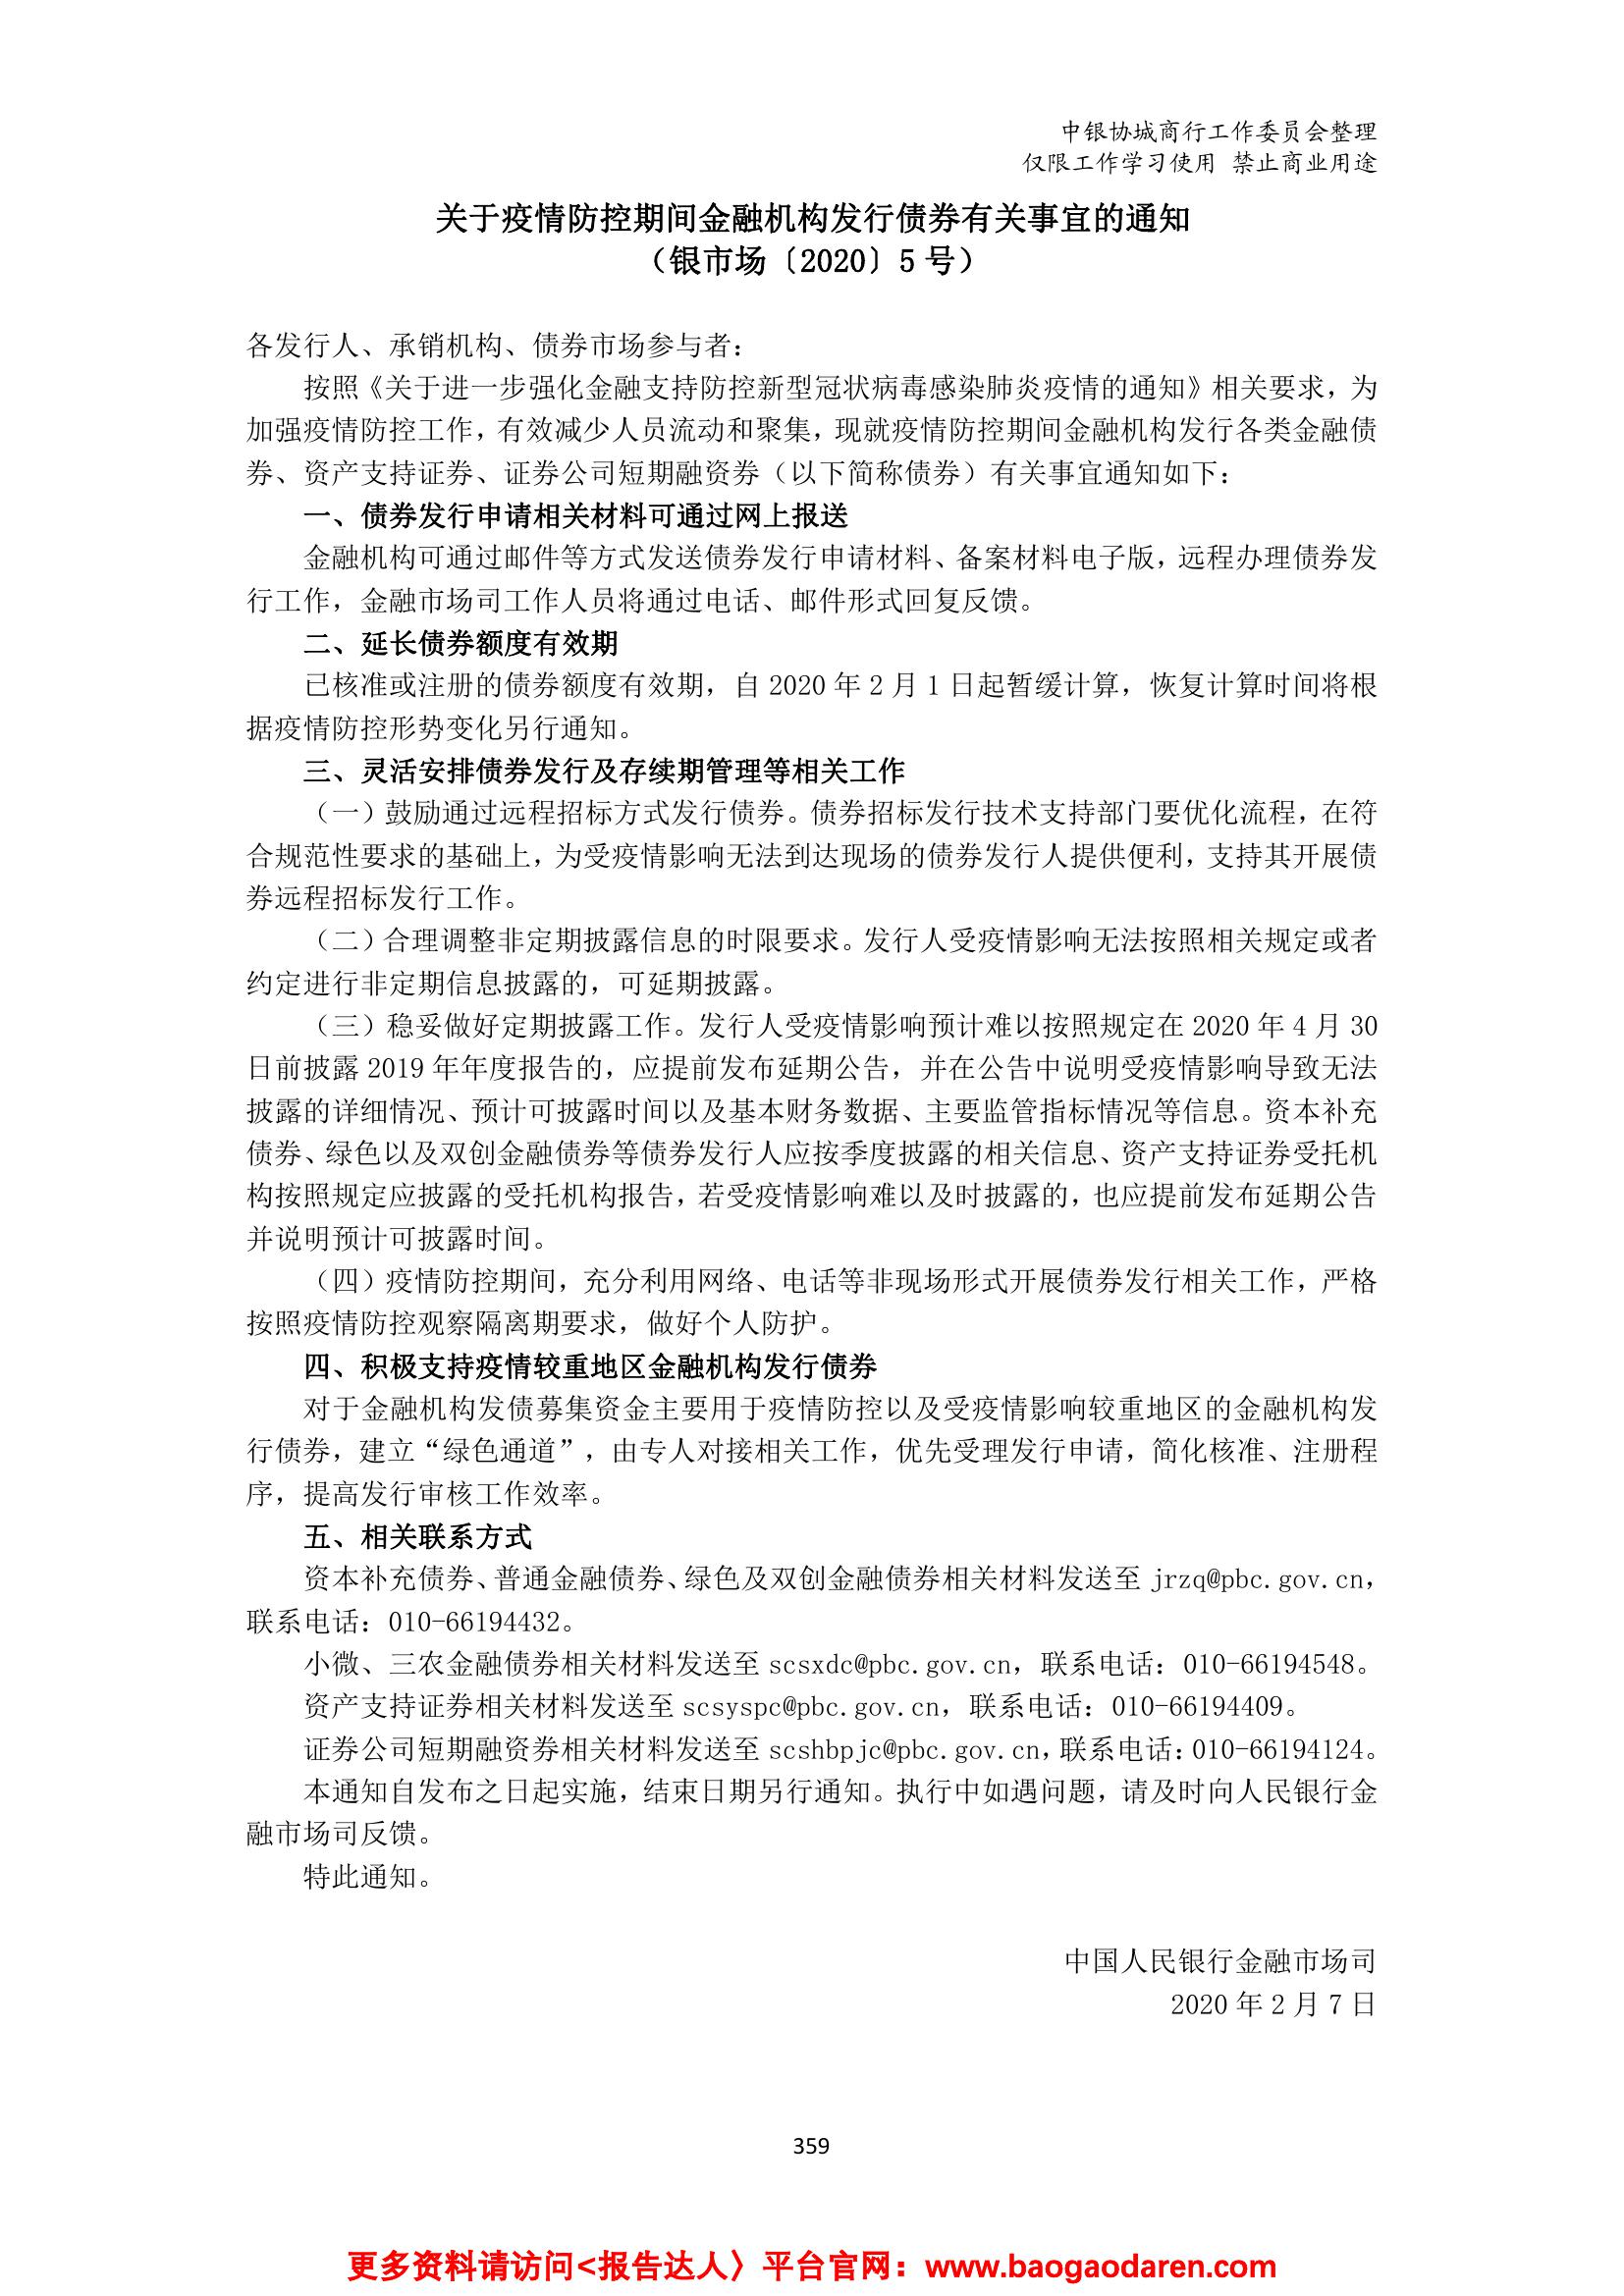 中银协城商行工作委员会整理
仅限工作学习使用 禁止商业用途
关于疫情防控期间金融机构发行债券有关事宜的通知
（银市场〔2020〕5 号）
各发行人、承销机构、债券市场参与者：
按照《关于进一步强化金融支持防控新型冠状病毒感染肺炎疫情的通知》相关要求，为
加强疫情防控工作，有效减少人员流动和聚集，现就疫情防控期间金融机构发行各类金融债
券、资产支持证券、证券公司短期融资券（以下简称债券）有关事宜通知如下：
一、债券发行申请相关材料可通过网上报送
金融机构可通过邮件等方式发送债券发行申请材料、备案材料电子版，远程办理债券发
行工作，金融市场司工作人员将通过电话、邮件形式回复反馈。
二、延长债券额度有效期
已核准或注册的债券额度有效期，自 2020 年 2 月 1 日起暂缓计算，恢复计算时间将根
据疫情防控形势变化另行通知。
三、灵活安排债券发行及存续期管理等相关工作
（一）鼓励通过远程招标方式发行债券。债券招标发行技术支持部门要优化流程，在符
合规范性要求的基础上，为受疫情影响无法到达现场的债券发行人提供便利，支持其开展债
券远程招标发行工作。
（二）合理调整非定期披露信息的时限要求。发行人受疫情影响无法按照相关规定或者
约定进行非定期信息披露的，可延期披露。
（三）稳妥做好定期披露工作。发行人受疫情影响预计难以按照规定在 2020 年 4 月 30
日前披露 2019 年年度报告的，应提前发布延期公告，并在公告中说明受疫情影响导致无法
披露的详细情况、预计可披露时间以及基本财务数据、主要监管指标情况等信息。资本补充
债券、绿色以及双创金融债券等债券发行人应按季度披露的相关信息、资产支持证券受托机
构按照规定应披露的受托机构报告，若受疫情影响难以及时披露的，也应提前发布延期公告
并说明预计可披露时间。
（四）疫情防控期间，充分利用网络、电话等非现场形式开展债券发行相关工作，严格
按照疫情防控观察隔离期要求，做好个人防护。
四、积极支持疫情较重地区金融机构发行债券
对于金融机构发债募集资金主要用于疫情防控以及受疫情影响较重地区的金融机构发
行债券，建立“绿色通道”，由专人对接相关工作，优先受理发行申请，简化核准、注册程
序，提高发行审核工作效率。
五、相关联系方式
资本补充债券、普通金融债券、绿色及双创金融债券相关材料发送至 jrzq@pbc.gov.cn，
联系电话：010-66194432。
小微、三农金融债券相关材料发送至 scsxdc@pbc.gov.cn，联系电话：010-66194548。
资产支持证券相关材料发送至 scsyspc@pbc.gov.cn，联系电话：010-66194409。
证券公司短期融资券相关材料发送至 scshbpjc@pbc.gov.cn，联系电话：010-66194124。
本通知自发布之日起实施，结束日期另行通知。执行中如遇问题，请及时向人民银行金
融市场司反馈。
特此通知。
中国人民银行金融市场司
2020 年 2 月 7 日
359
更多资料请访问<报告达人〉平台官网：www.baogaodaren.com